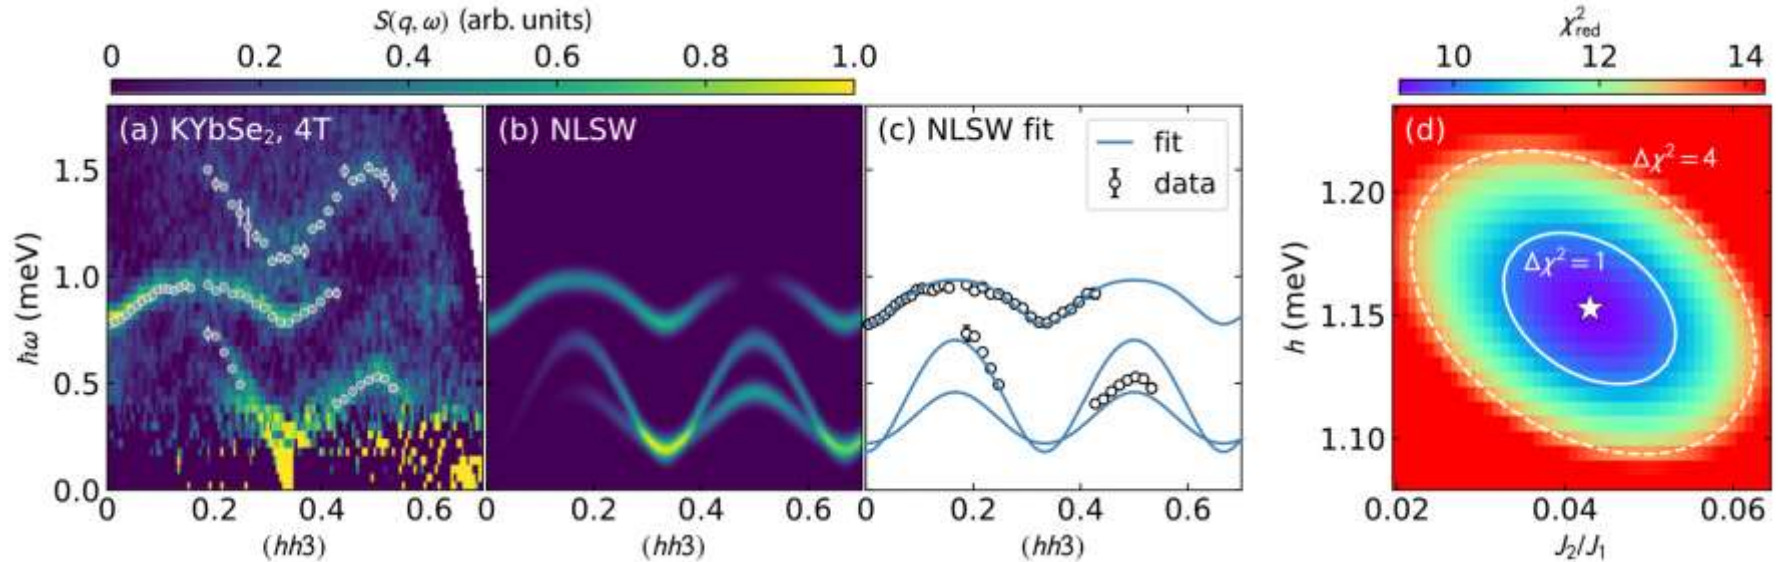 S(q, ω) (arb. units)
0 0.2 0.4 0.6 0.8 1.0
χ²red
10 12 14
(a) KYbSe₂, 4T
(b) NLSW
(c) NLSW fit
fit
data
(d)
Δχ² = 4
Δχ² = 1
ħω (meV)
1.5
1.0
0.5
0.0
h (meV)
1.20
1.15
1.10
0 0.2 0.4 0.6
0 0.2 0.4 0.6
0 0.2 0.4 0.6
0.02 0.04 0.06
(hh3)
(hh3)
(hh3)
J₂/J₁